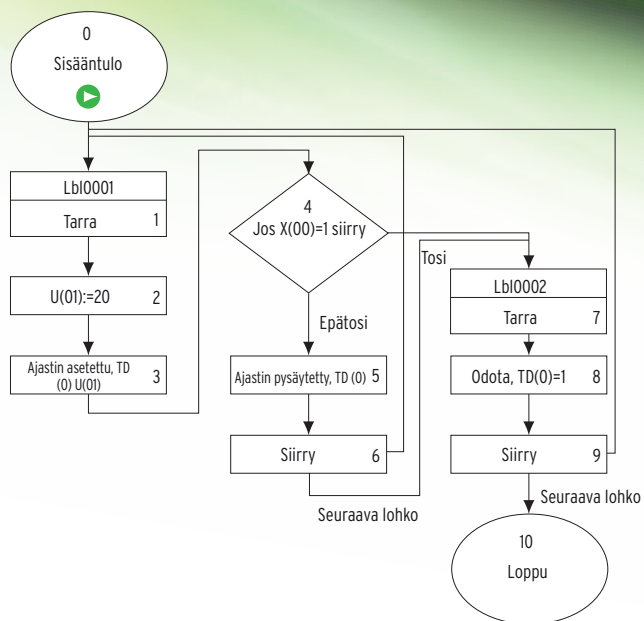 0
Sisääntulo
Lbl0001
Tarra 1
U(01):=20 2
Ajastin asetettu, TD
(0) U(01) 3
4
Jos X(00)=1 siirry
Epätosi
Ajastin pysäytetty, TD (0) 5
Siirry 6
Seuraava lohko
Tosi
Lbl0002
Tarra 7
Odota, TD(0)=1 8
Siirry 9
Seuraava lohko
10
Loppu